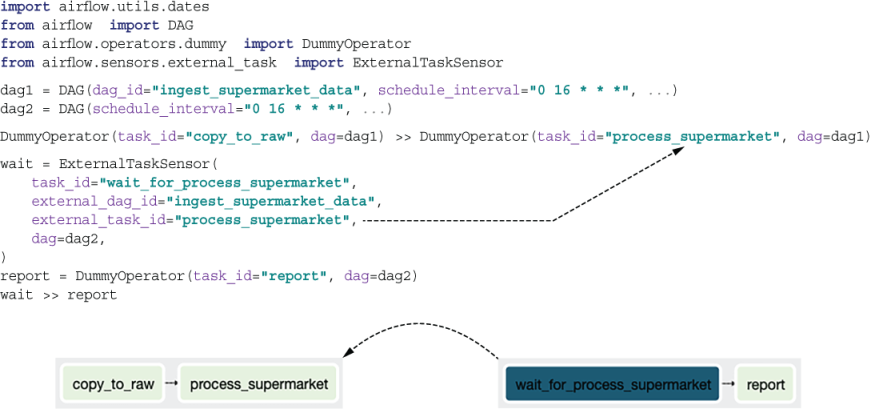 import airflow.utils.dates
from airflow import DAG
from airflow.operators.dummy import DummyOperator
from airflow.sensors.external_task import ExternalTaskSensor
dag1 = DAG(dag_id="ingest_supermarket_data", schedule_interval="0 16 * * *", ...)
dag2 = DAG(schedule_interval="0 16 * * *", ...)
DummyOperator(task_id="copy_to_raw", dag=dag1) >> DummyOperator(task_id="process_supermarket", dag=dag1)
wait = ExternalTaskSensor(
    task_id="wait_for_process_supermarket",
    external_dag_id="ingest_supermarket_data",
    external_task_id="process_supermarket",
    dag=dag2,
)
report = DummyOperator(task_id="report", dag=dag2)
wait >> report
copy_to_raw process_supermarket wait_for_process_supermarket report